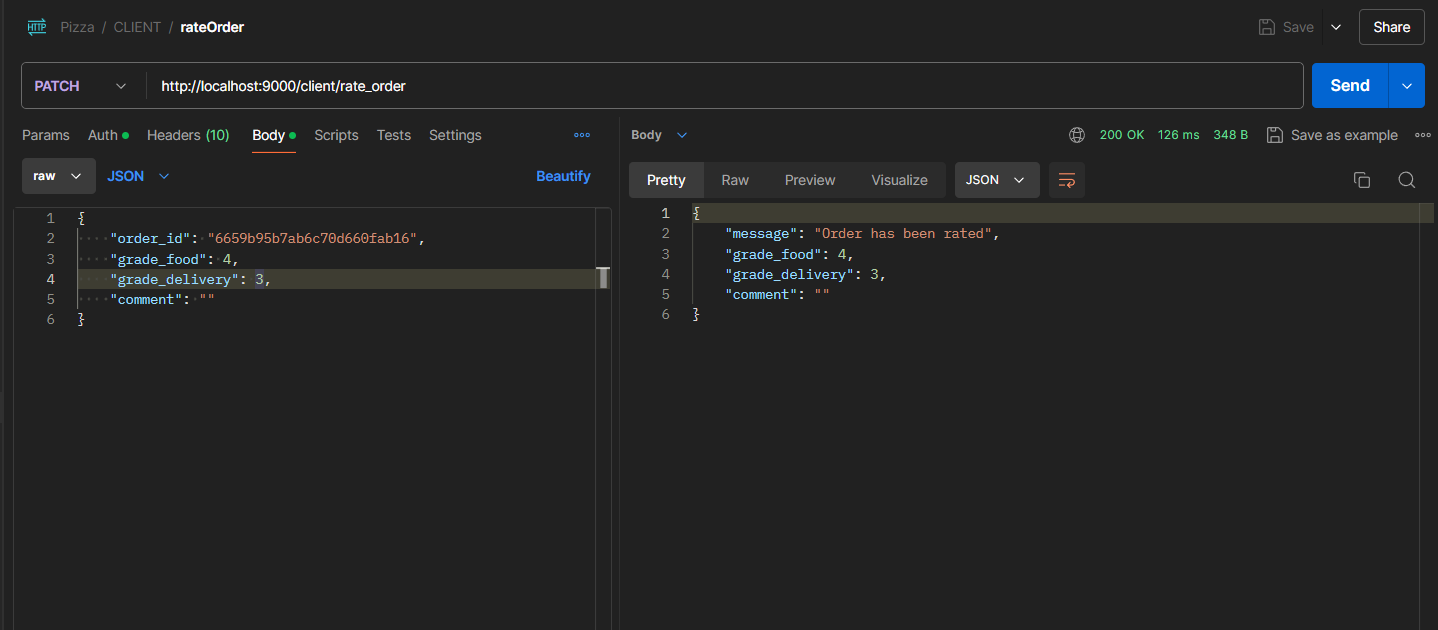 HTTP Pizza / CLIENT / rateOrder Save Share
PATCH http://localhost:9000/client/rate_order Send
Params Auth Headers (10) Body Scripts Tests Settings
raw JSON Beautify
1 {
2 "order_id": "6659b95b7ab6c70d660fab16",
3 "grade_food": 4,
4 "grade_delivery": 3,
5 "comment": ""
6 }
Body 200 OK 126 ms 348 B Save as example
Pretty Raw Preview Visualize JSON
1 {
2 "message": "Order has been rated",
3 "grade_food": 4,
4 "grade_delivery": 3,
5 "comment": ""
6 }